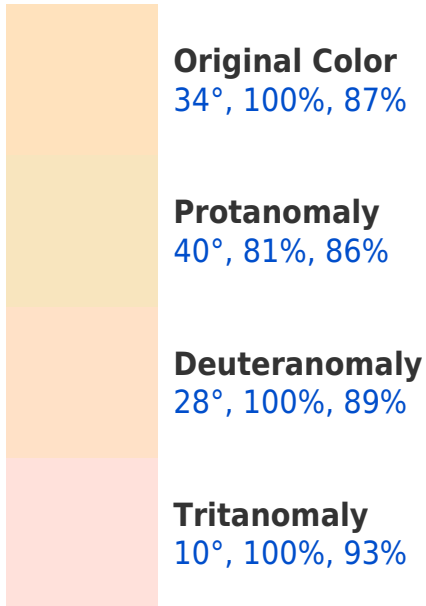 Original Color
34°, 100%, 87%
Protanomaly
40°, 81%, 86%
Deuteranomaly
28°, 100%, 89%
Tritanomaly
10°, 100%, 93%